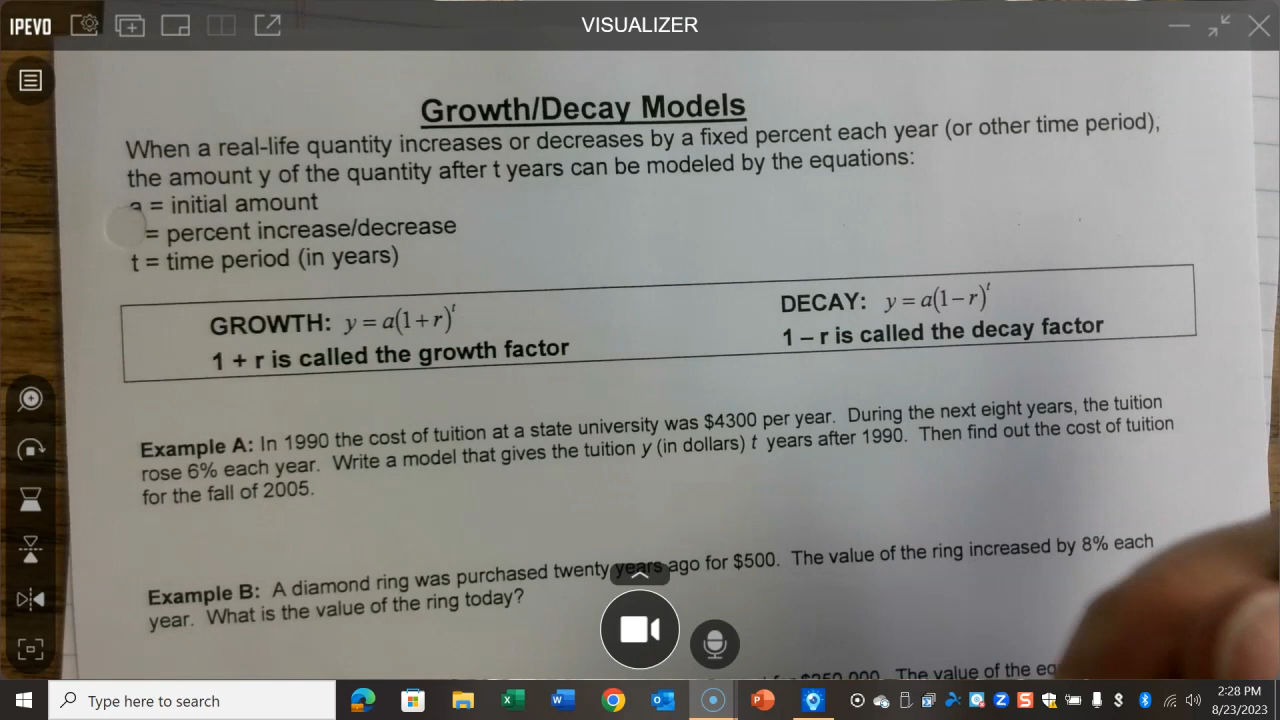 IPEVO
VISUALIZER
Growth/Decay Models
When a real-life quantity increases or decreases by a fixed percent each year (or other time period),
the amount y of the quantity after t years can be modeled by the equations:
a = initial amount
= percent increase/decrease
t = time period (in years)
GROWTH: y = a(1+r)^t
DECAY: y = a(1−r)^t
1 + r is called the growth factor
1 – r is called the decay factor
Example A: In 1990 the cost of tuition at a state university was $4300 per year. During the next eight years, the tuition
rose 6% each year. Write a model that gives the tuition y (in dollars) t years after 1990. Then find out the cost of tuition
for the fall of 2005.
Example B: A diamond ring was purchased twenty years ago for $500. The value of the ring increased by 8% each
year. What is the value of the ring today?
$250,000. The value of the
Type here to search
2:28 PM
8/23/2023